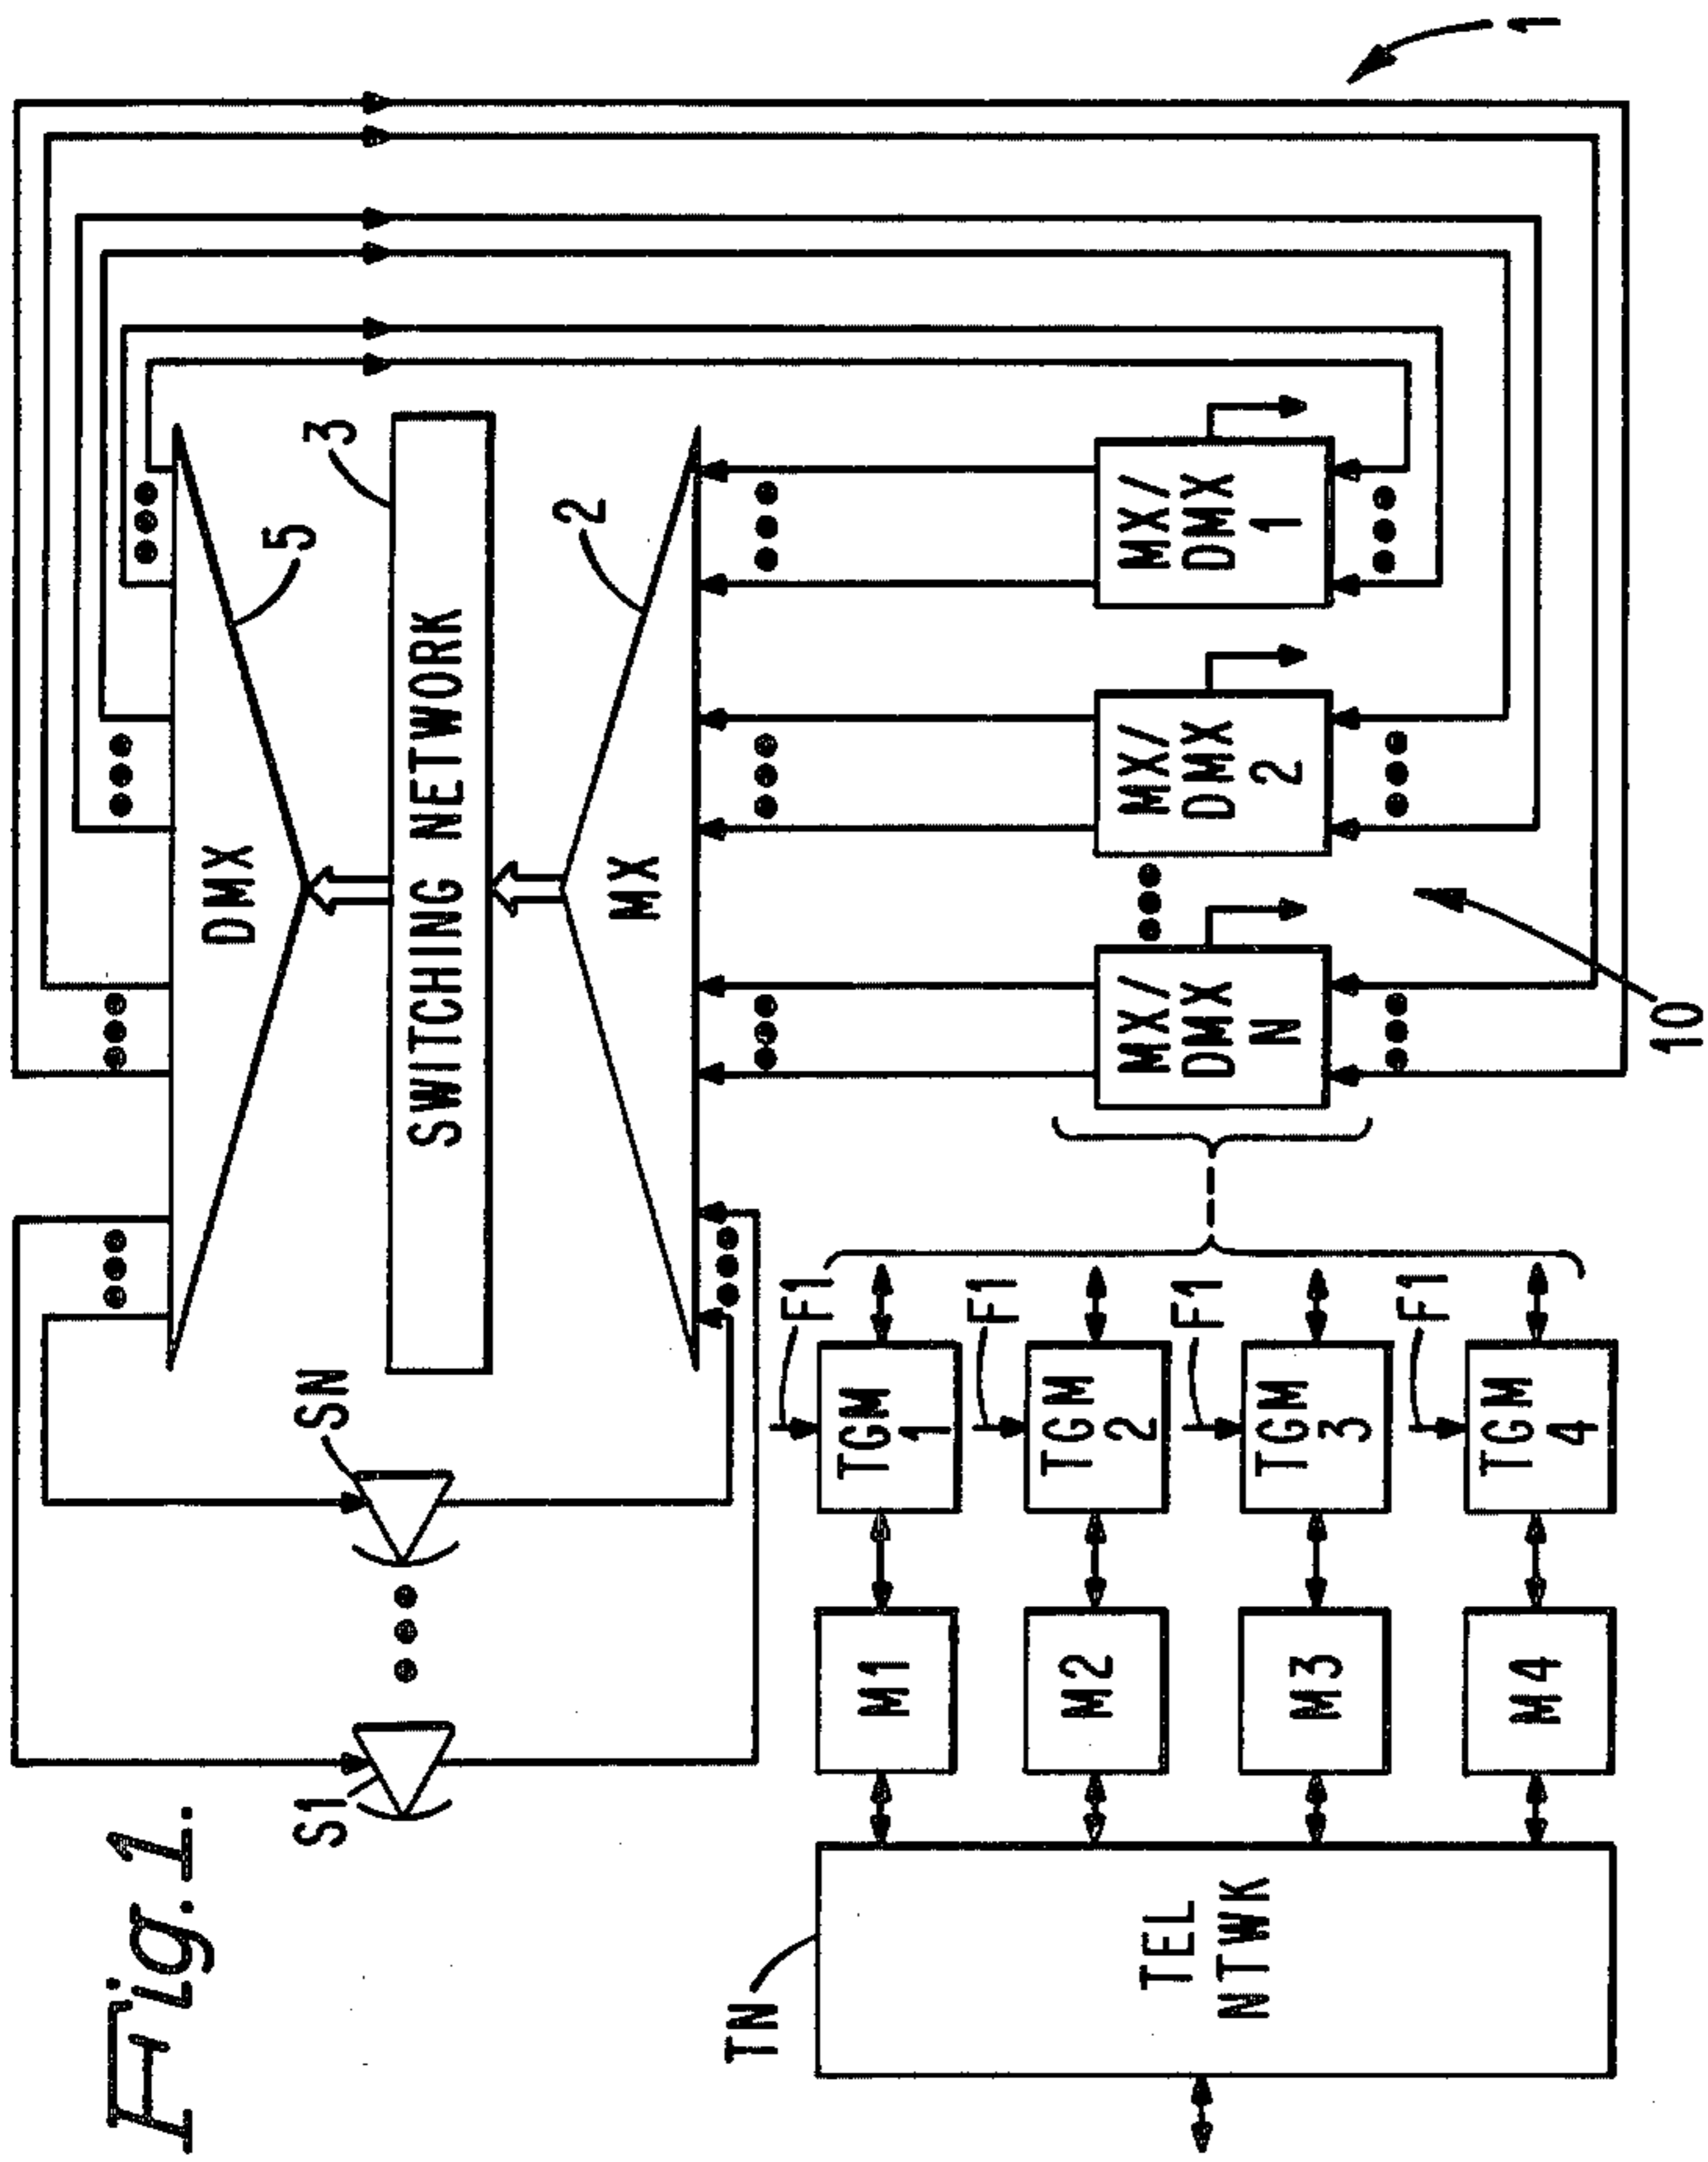 Fig.1.
1
S1
SN
DMX
5
3
SWITCHING NETWORK
MX
2
TN
TEL
NTWK
M1
M2
M3
M4
TGM
1
F1
TGM
2
F1
TGM
3
F1
TGM
4
F1
MX/
DMX
N
MX/
DMX
2
MX/
DMX
1
10